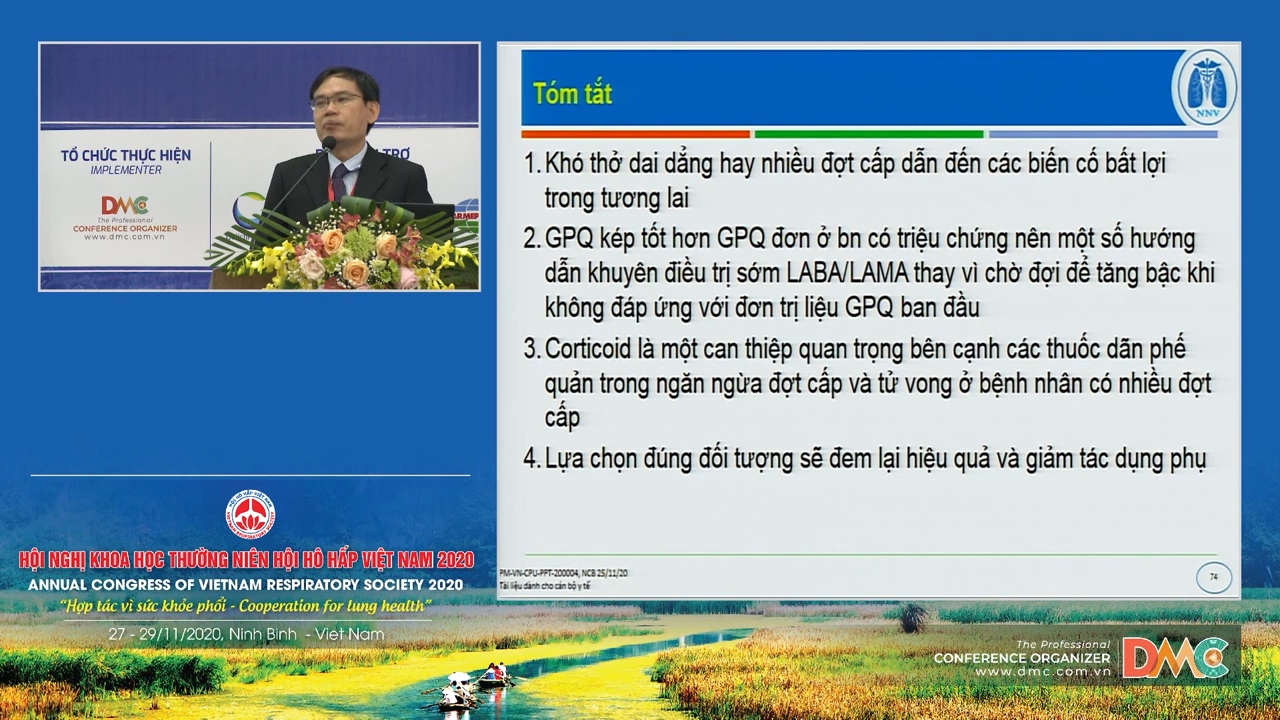 TỔ CHỨC THỰC HIỆN
IMPLEMENTER
DMC
The Professional
CONFERENCE ORGANIZER
www.dmc.com.vn
TRỢ
Tóm tắt
NNV
1. Khó thở dai dẳng hay nhiều đợt cấp dẫn đến các biến cố bất lợi
trong tương lai
2. GPQ kép tốt hơn GPQ đơn ở bn có triệu chứng nên một số hướng
dẫn khuyên điều trị sớm LABA/LAMA thay vì chờ đợi để tăng bậc khi
không đáp ứng với đơn trị liệu GPQ ban đầu
3. Corticoid là một can thiệp quan trọng bên cạnh các thuốc dãn phế
quản trong ngăn ngừa đợt cấp và tử vong ở bệnh nhân có nhiều đợt
cấp
4. Lựa chọn đúng đối tượng sẽ đem lại hiệu quả và giảm tác dụng phụ
PM-VN-CPU-PPT-200004, NCB 25/11/20
Tài liệu dành cho cán bộ y tế
74
HỘI HÔ HẤP VIỆT NAM
VIETNAM RESPIRATORY SOCIETY
HỘI NGHỊ KHOA HỌC THƯỜNG NIÊN HỘI HÔ HẤP VIỆT NAM 2020
ANNUAL CONGRESS OF VIETNAM RESPIRATORY SOCIETY 2020
"Hợp tác vì sức khỏe phổi - Cooperation for lung health"
27 - 29/11/2020, Ninh Bình - Việt Nam
The Professional
CONFERENCE ORGANIZER
www.dmc.com.vn
DMC